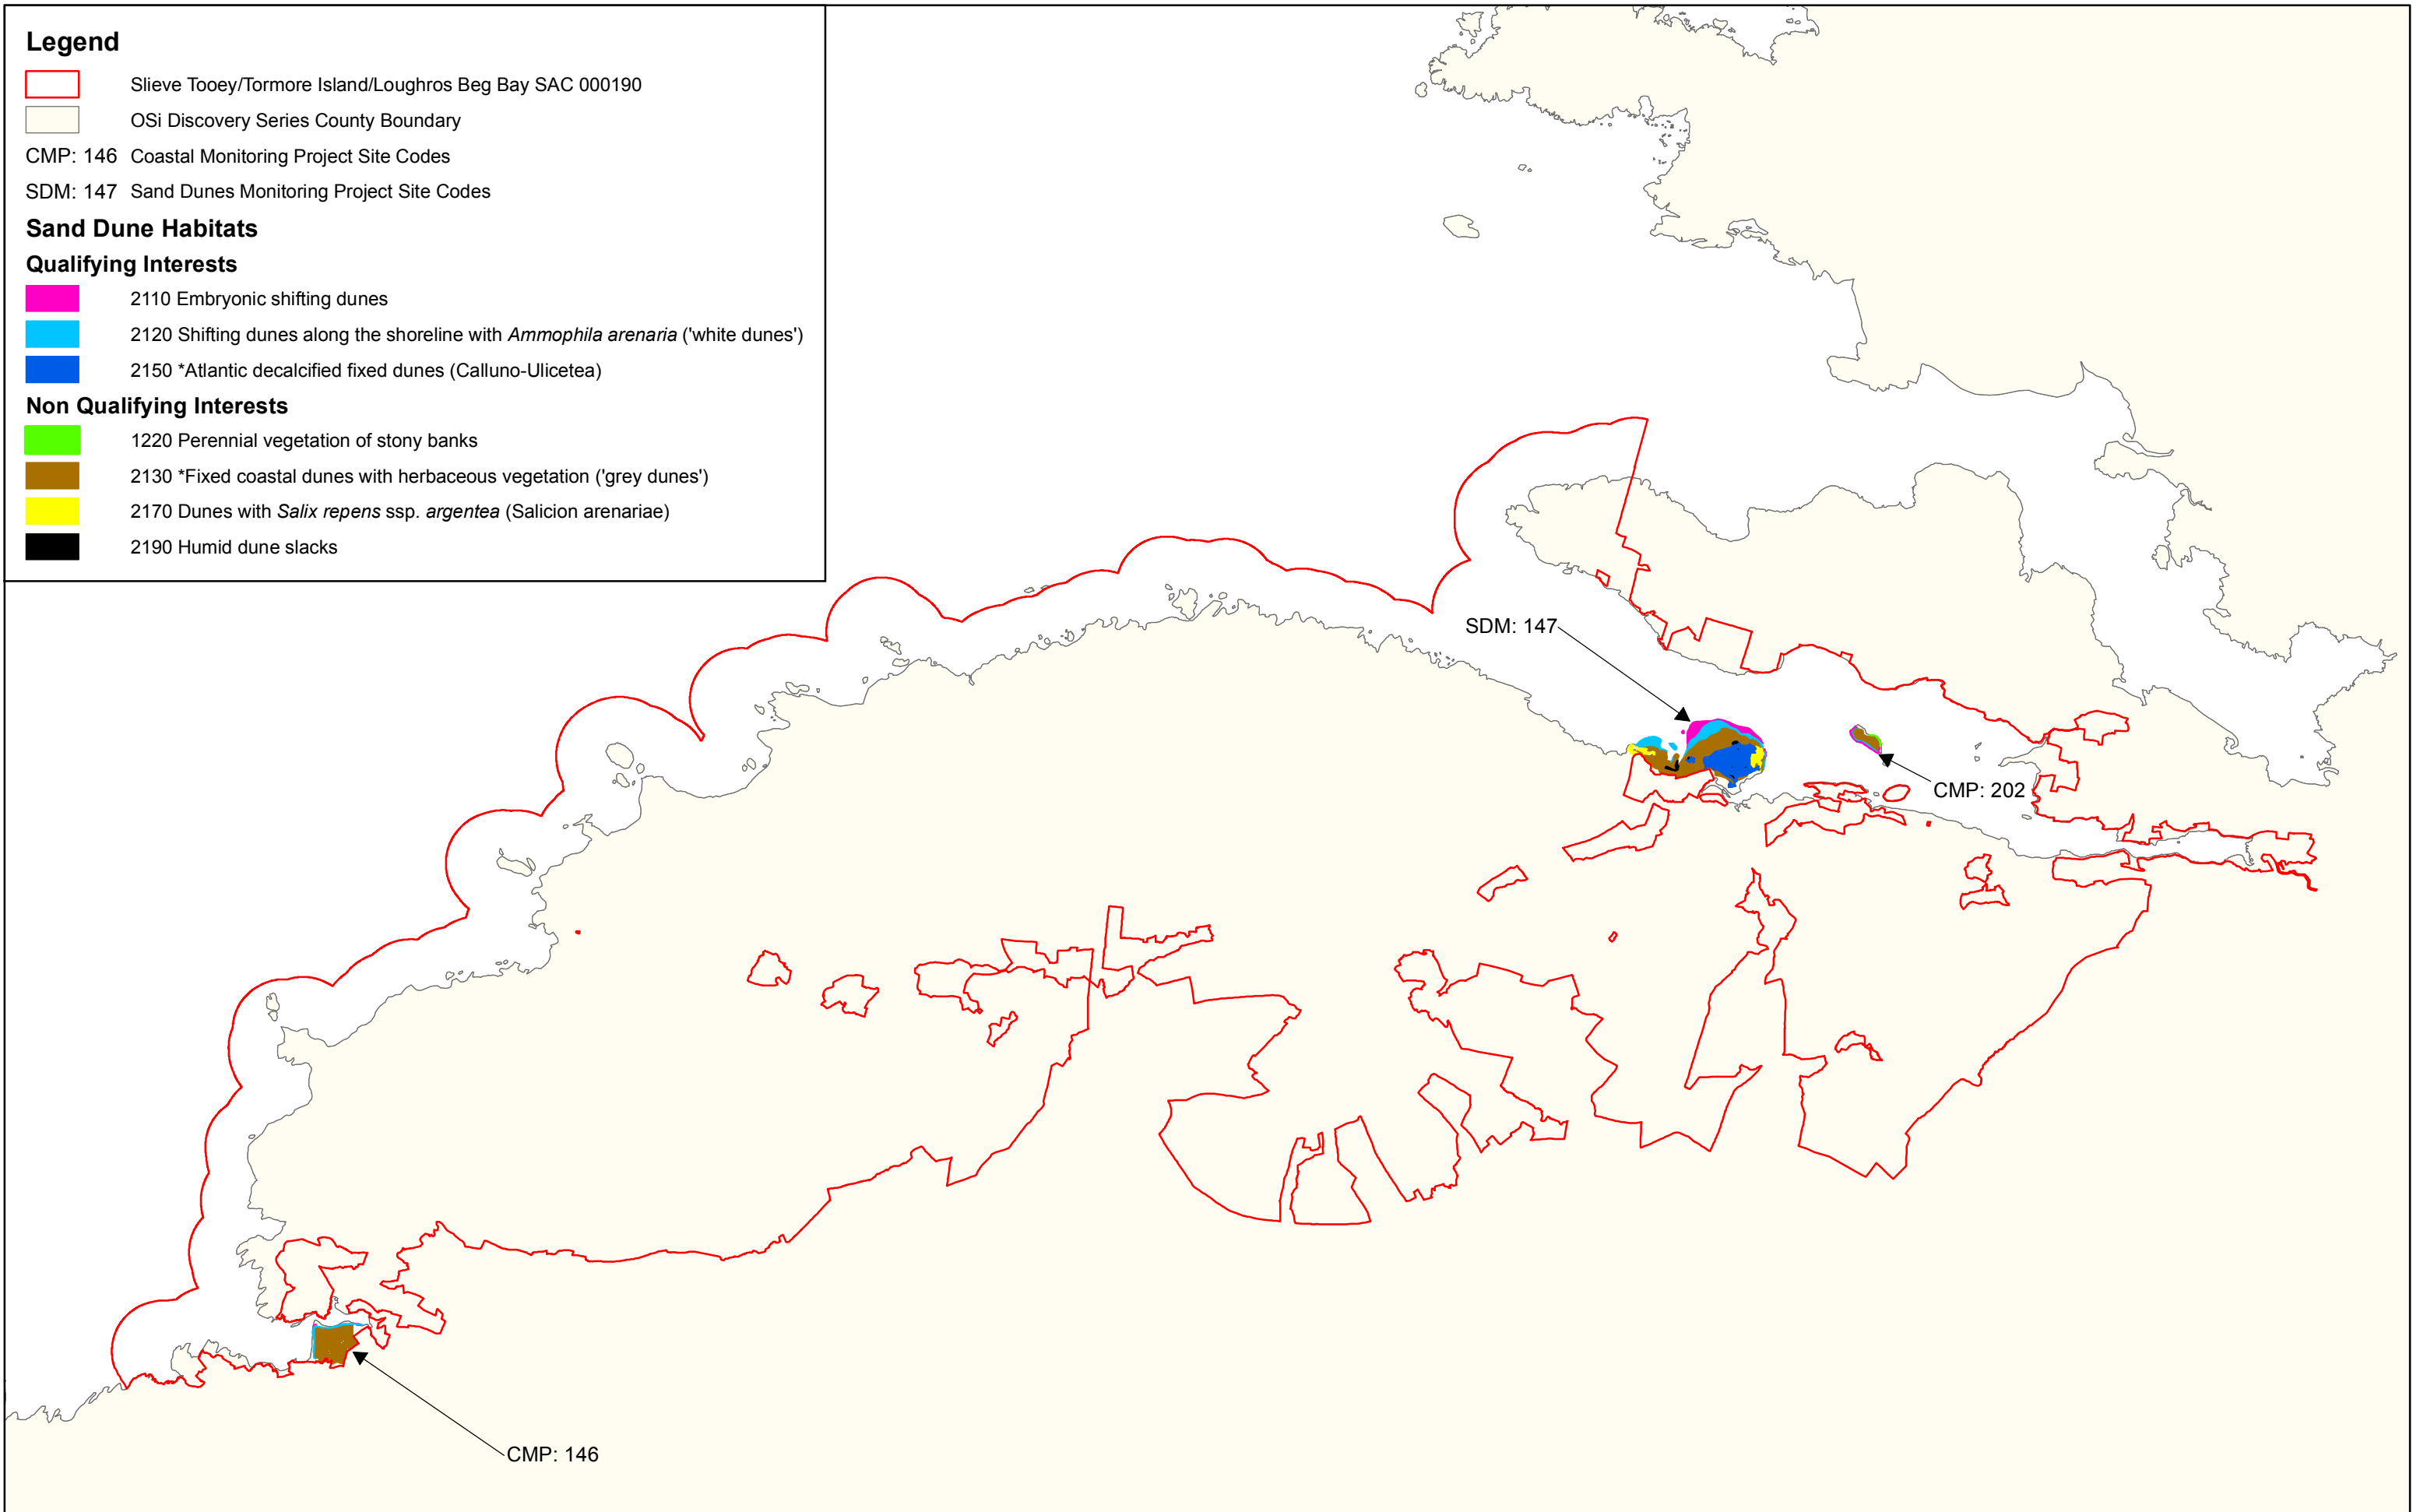 Legend
Slieve Tooey/Tormore Island/Loughros Beg Bay SAC 000190
OSi Discovery Series County Boundary
CMP: 146 Coastal Monitoring Project Site Codes
SDM: 147 Sand Dunes Monitoring Project Site Codes
Sand Dune Habitats
Qualifying Interests
2110 Embryonic shifting dunes
2120 Shifting dunes along the shoreline with Ammophila arenaria ('white dunes')
2150 *Atlantic decalcified fixed dunes (Calluno-Ulicetea)
Non Qualifying Interests
1220 Perennial vegetation of stony banks
2130 *Fixed coastal dunes with herbaceous vegetation ('grey dunes')
2170 Dunes with Salix repens ssp. argentea (Salicion arenariae)
2190 Humid dune slacks
SDM: 147
CMP: 202
CMP: 146